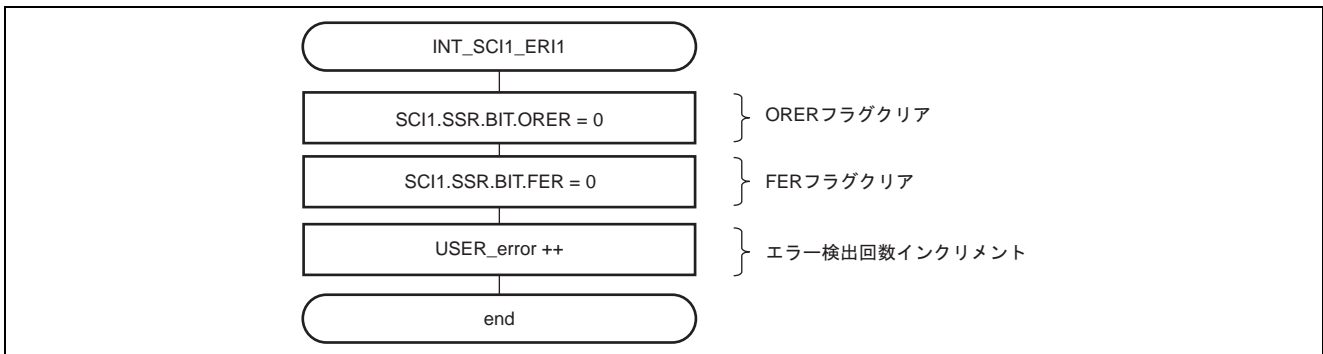 INT_SCI1_ERI1
SCI1.SSR.BIT.ORER = 0
ORERフラグクリア
SCI1.SSR.BIT.FER = 0
FERフラグクリア
USER_error ++
エラー検出回数インクリメント
end